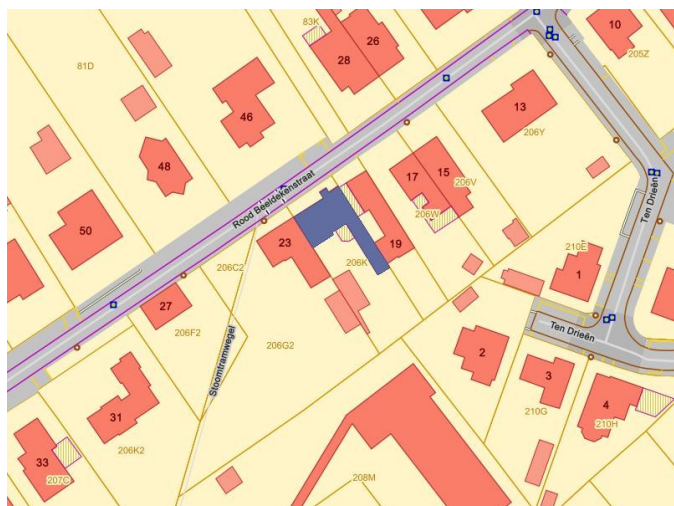 83K
10
205Z
26
28
81D
46
13
206Y
48
17
15
206V
Ten Drieën
206W
Rood Beeldekenstraat
50
23
19
210E
206K
206C2
1
27
206F2
Ten Drieën
Stoomtramwegel
206G2
2
3
4
210G
31
210H
206K2
33
207C
208M